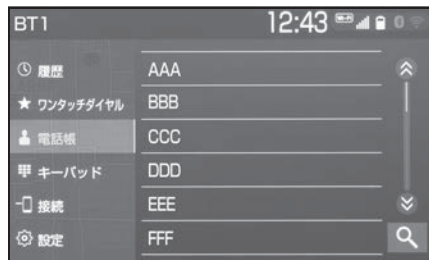 BT1
12:43
履歴
ワンタッチダイヤル
電話帳
キーパッド
接続
設定
AAA
BBB
CCC
DDD
EEE
FFF